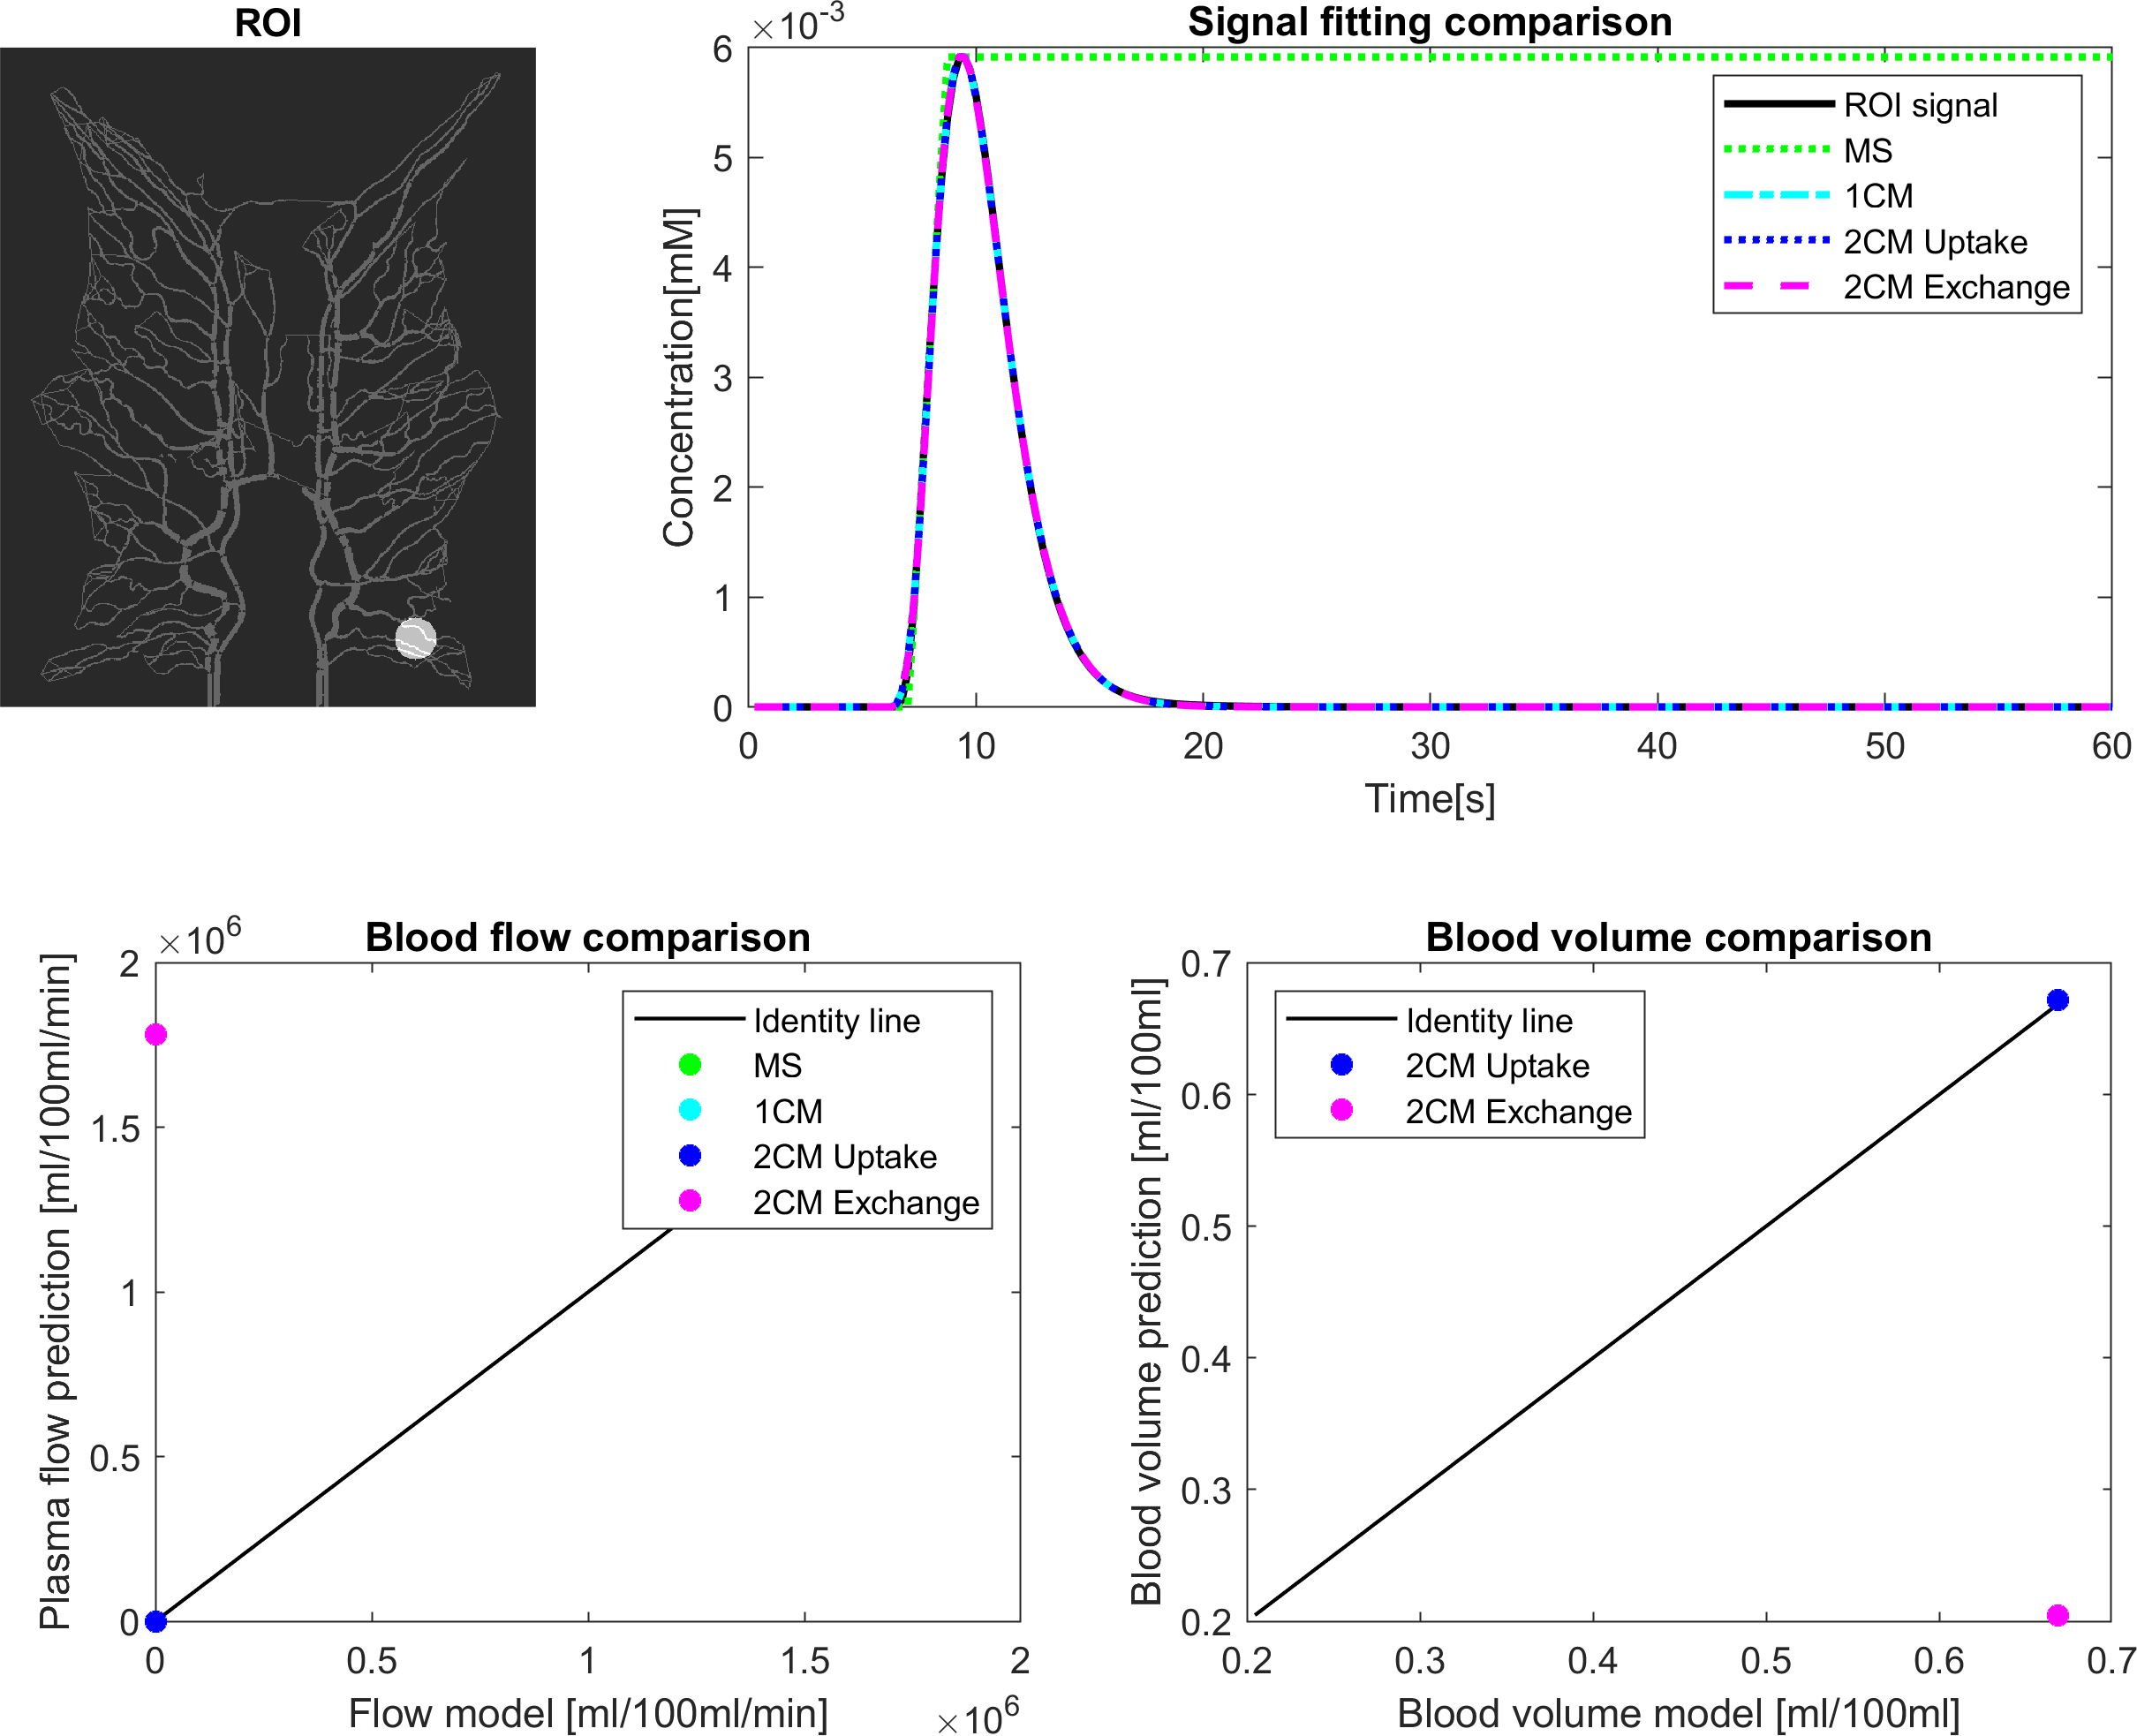 ROI
Signal fitting comparison
×10-3
6
5
4
3
2
1
0
Concentration[mM]
0 10 20 30 40 50 60
Time[s]
ROI signal
MS
1CM
2CM Uptake
2CM Exchange
Blood flow comparison
×106
2
1.5
1
0.5
0
Plasma flow prediction [ml/100ml/min]
Identity line
MS
1CM
2CM Uptake
2CM Exchange
0 0.5 1 1.5 2
Flow model [ml/100ml/min]
×106
Blood volume comparison
0.7
0.6
0.5
0.4
0.3
0.2
Blood volume prediction [ml/100ml]
Identity line
2CM Uptake
2CM Exchange
0.2 0.3 0.4 0.5 0.6 0.7
Blood volume model [ml/100ml]